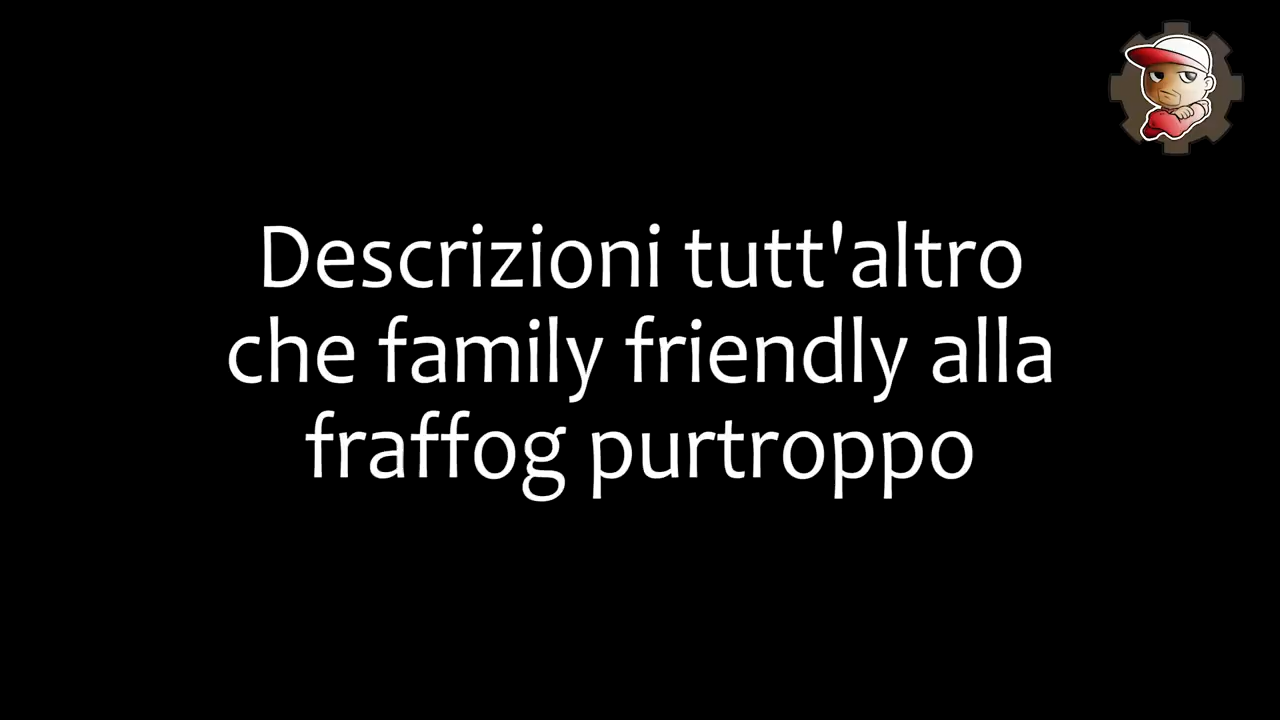 Descrizioni tutt'altro
che family friendly alla
fraffog purtroppo